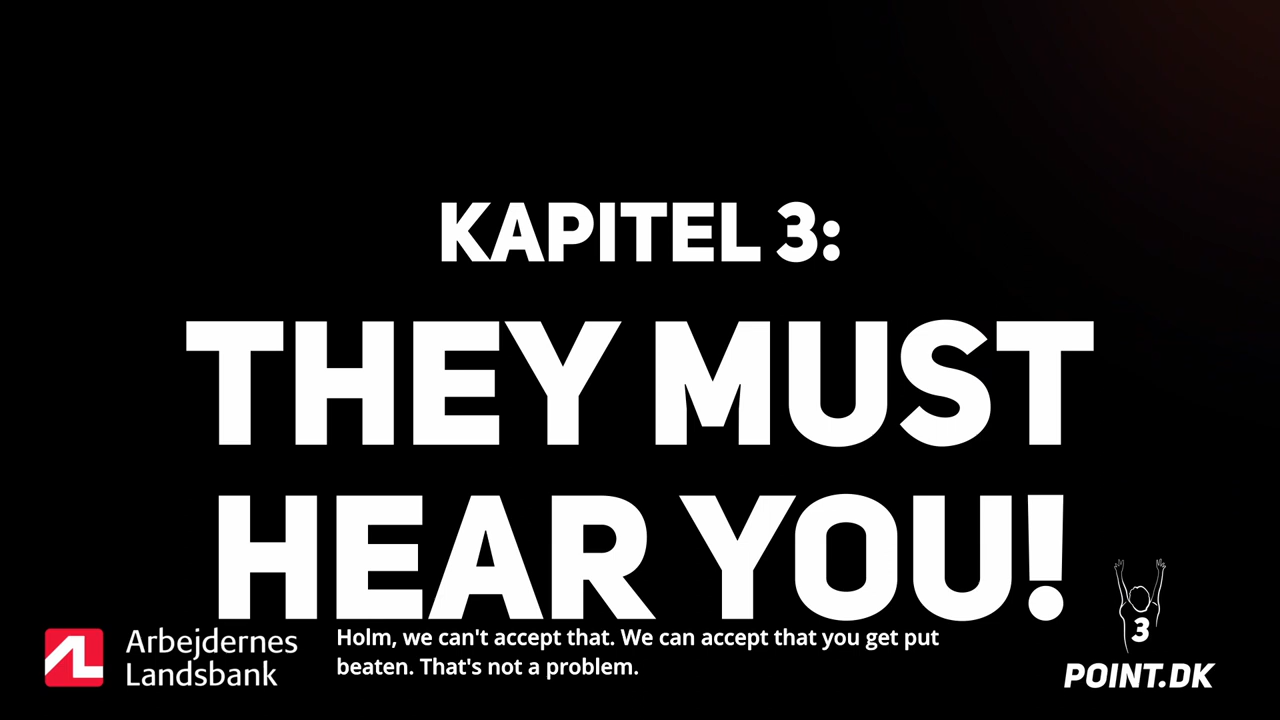 KAPITEL 3:
THEY MUST
HEAR YOU!
Arbejdernes
Landsbank
Holm, we can't accept that. We can accept that you get put
beaten. That's not a problem.
3
POINT.DK